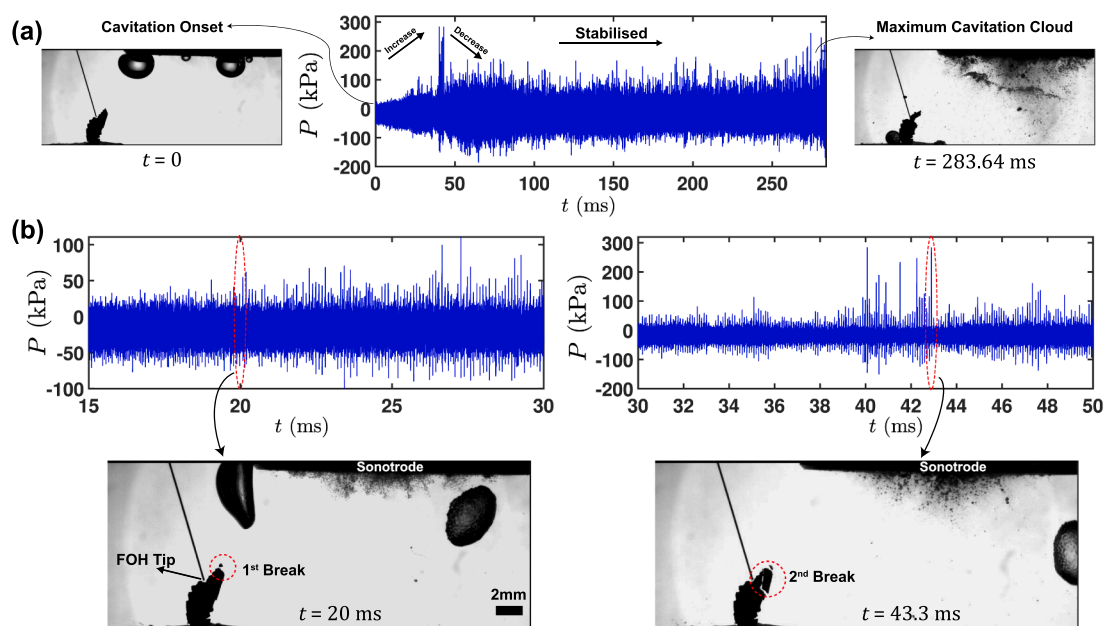 (a)
Cavitation Onset
Increase
Decrease
Stabilised
Maximum Cavitation Cloud
P (kPa)
300
200
100
0
-100
-200
0 50 100 150 200 250
t (ms)
t = 0
t = 283.64 ms
(b)
P (kPa)
100
50
0
-50
-100
15 20 25 30
t (ms)
P (kPa)
300
200
100
0
-100
-200
30 32 34 36 38 40 42 44 46 48 50
t (ms)
Sonotrode
FOH Tip
1st Break
2mm
t = 20 ms
Sonotrode
2nd Break
t = 43.3 ms